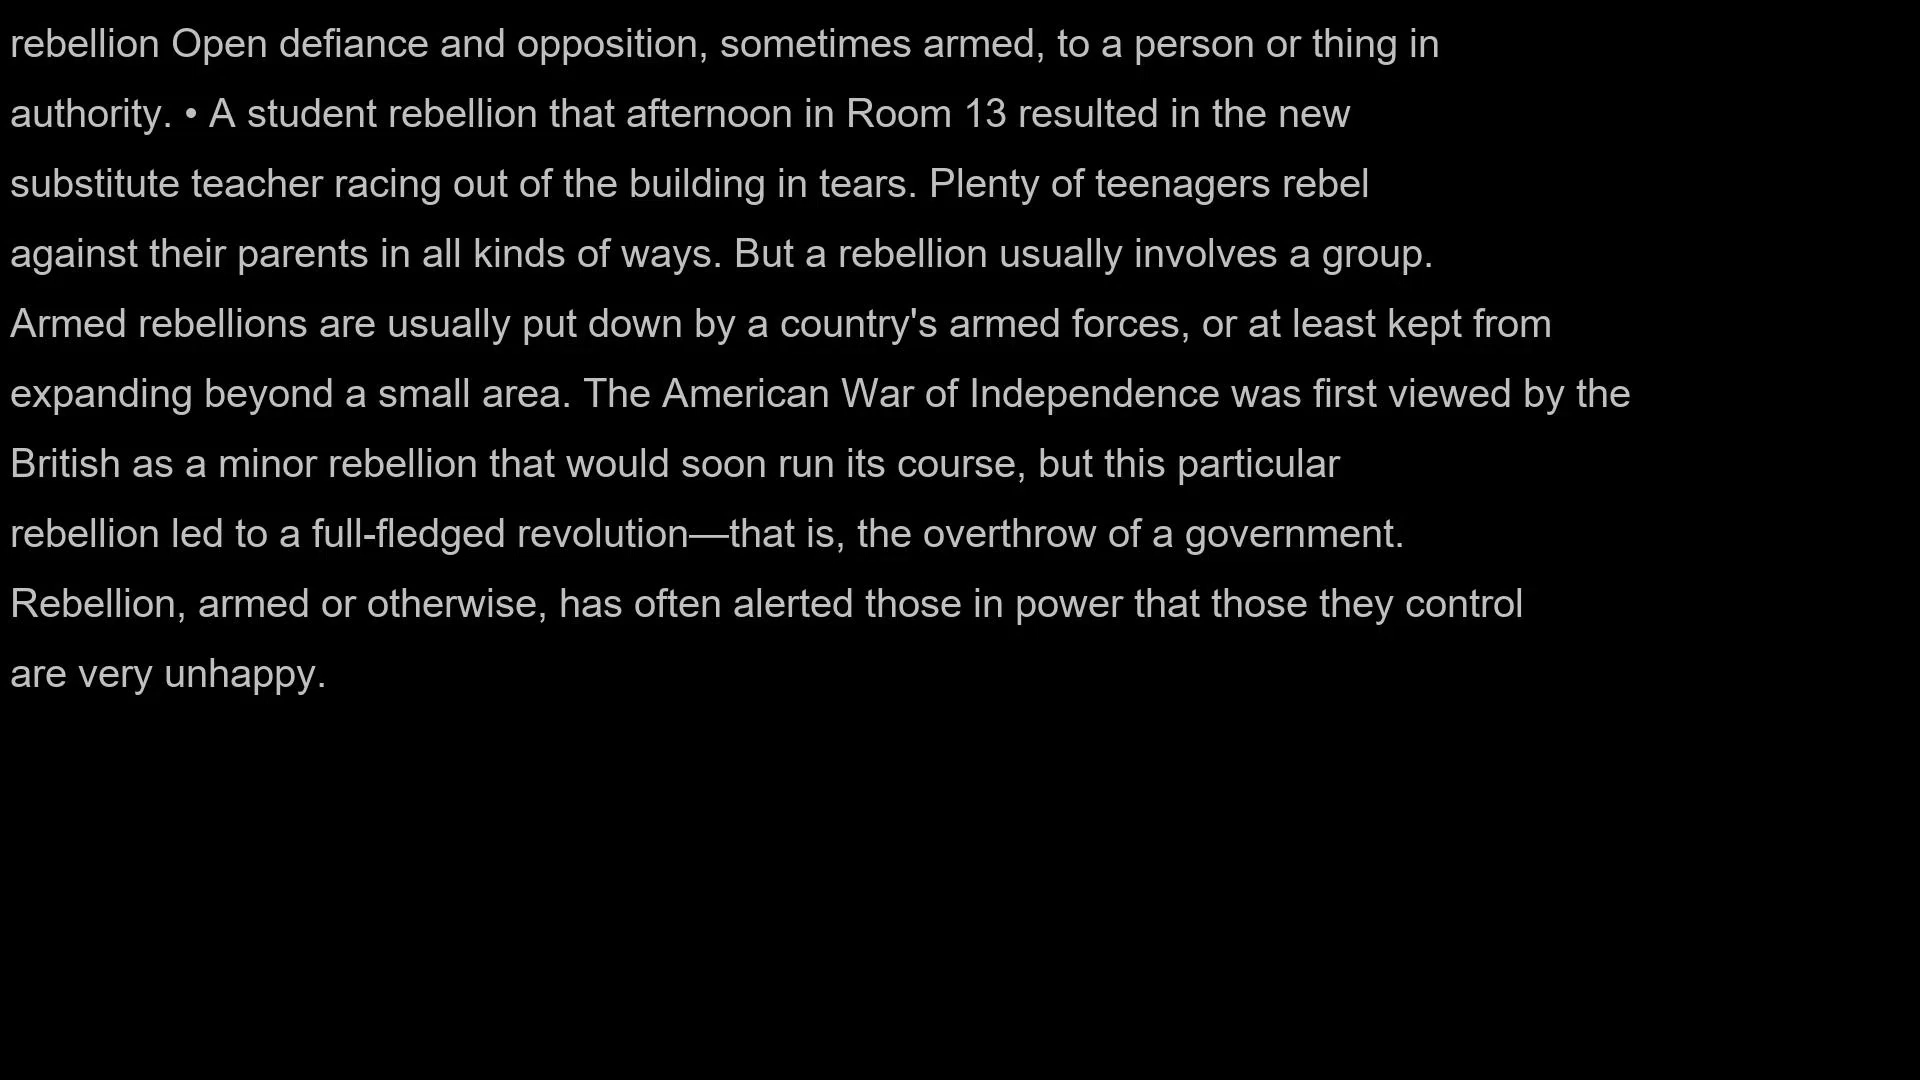 rebellion Open defiance and opposition, sometimes armed, to a person or thing in
authority. • A student rebellion that afternoon in Room 13 resulted in the new
substitute teacher racing out of the building in tears. Plenty of teenagers rebel
against their parents in all kinds of ways. But a rebellion usually involves a group.
Armed rebellions are usually put down by a country's armed forces, or at least kept from
expanding beyond a small area. The American War of Independence was first viewed by the
British as a minor rebellion that would soon run its course, but this particular
rebellion led to a full-fledged revolution—that is, the overthrow of a government.
Rebellion, armed or otherwise, has often alerted those in power that those they control
are very unhappy.